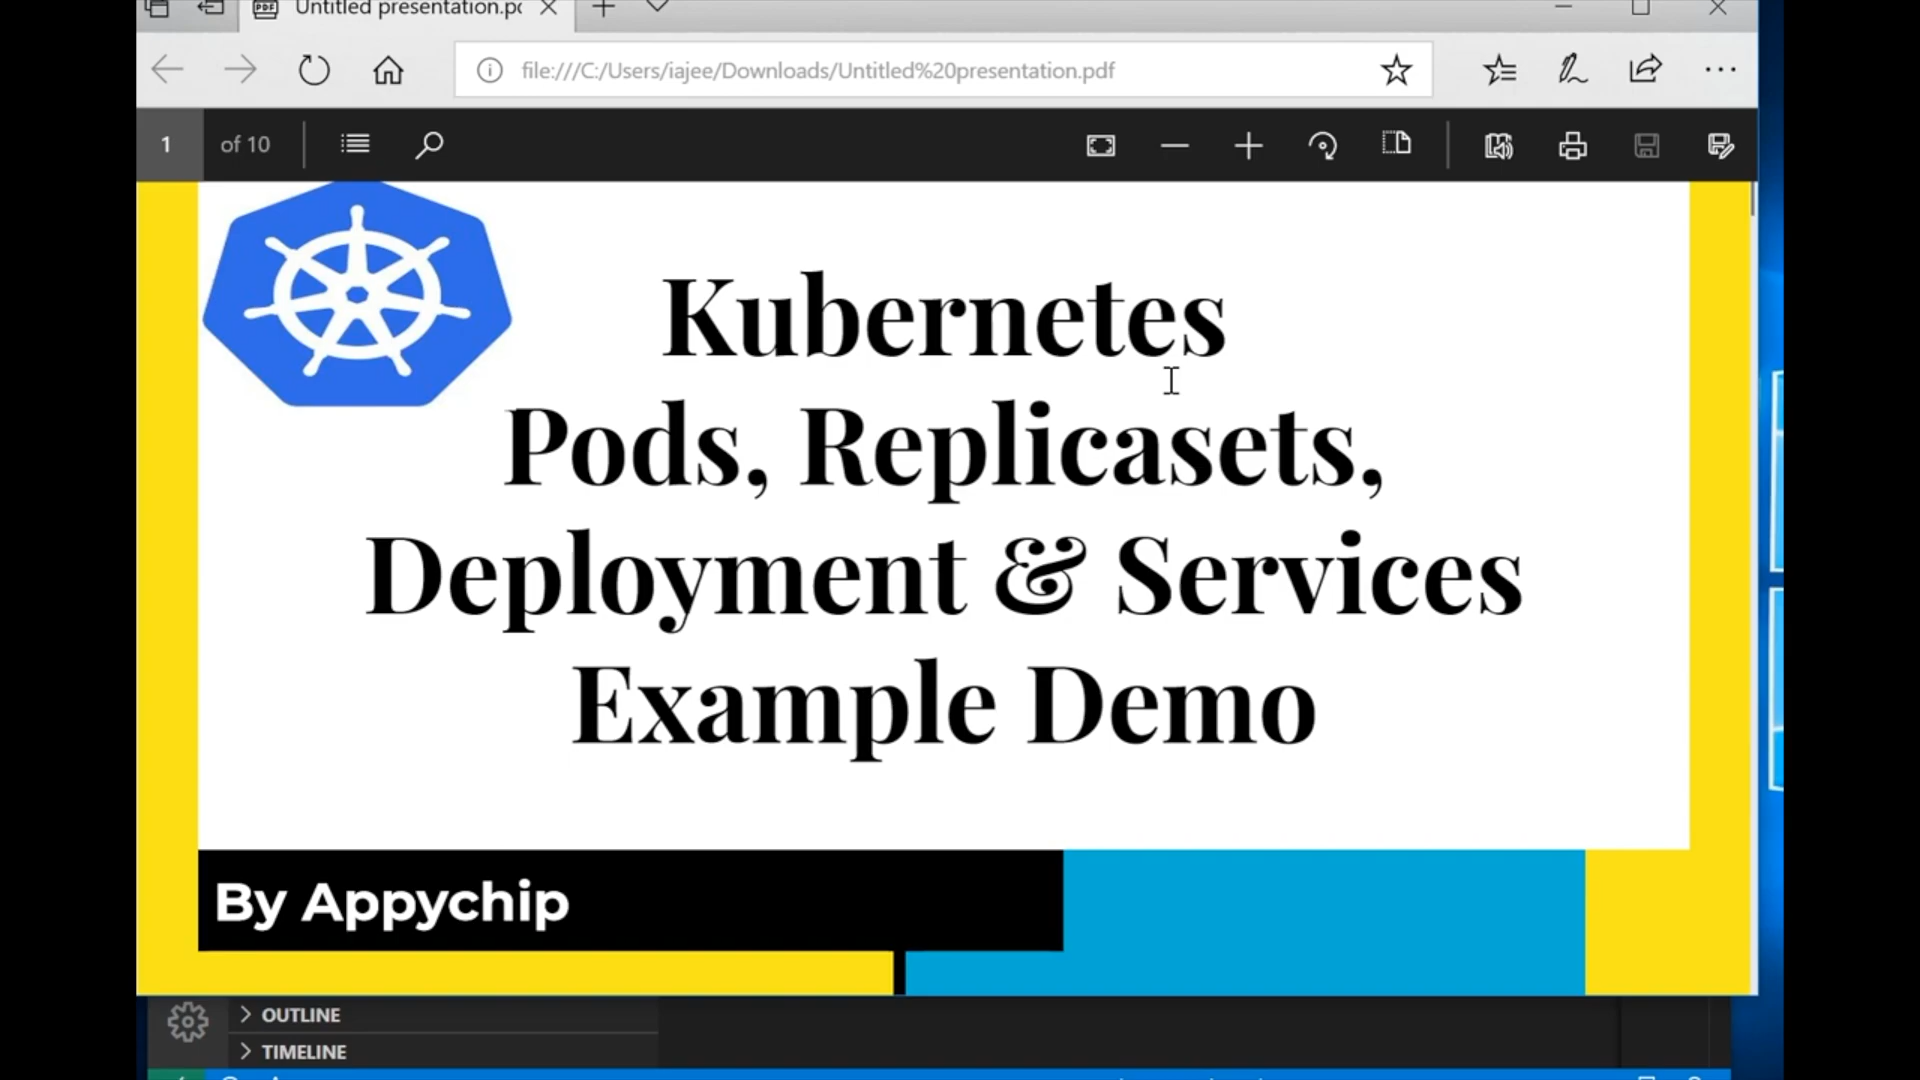 Untitled presentation.pd
file:///C:/Users/iajee/Downloads/Untitled%20presentation.pdf
1 of 10
Kubernetes
Pods, Replicasets,
Deployment & Services
Example Demo
By Appychip
OUTLINE
TIMELINE